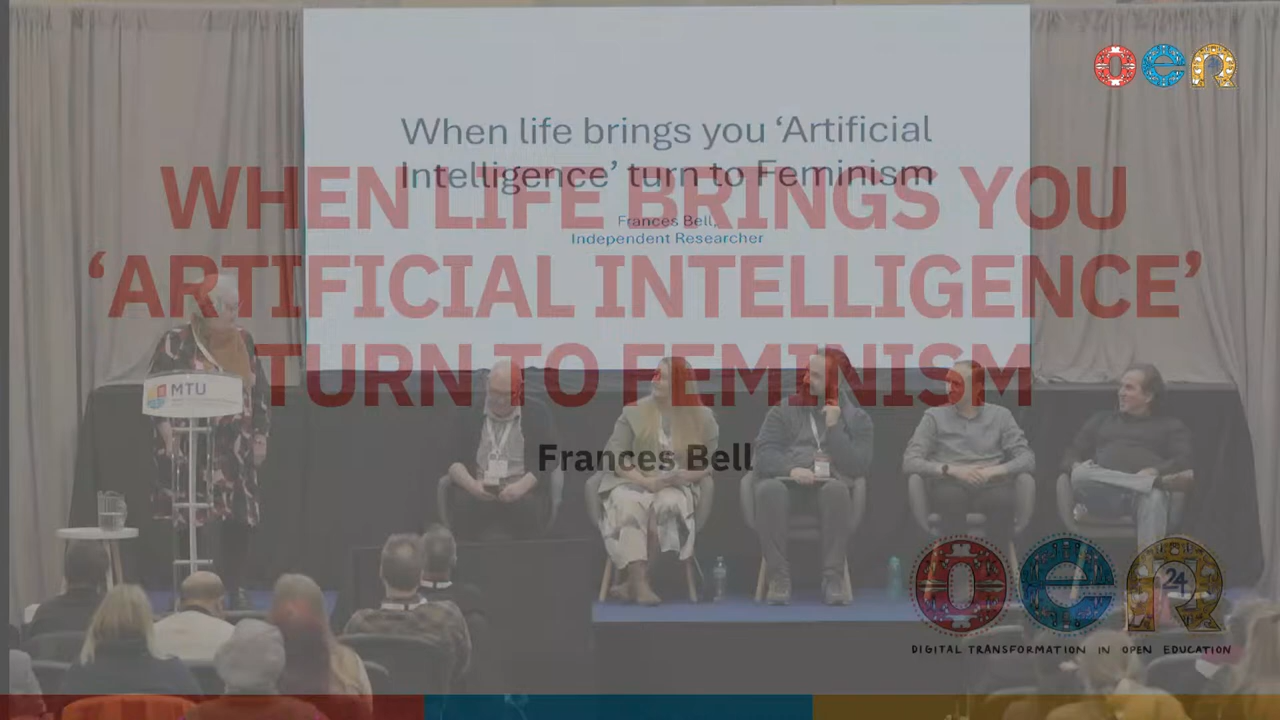 oeR
When life brings you ‘Artificial
Intelligence’ turn to Feminism
Frances Bell,
Independent Researcher
WHEN LIFE BRINGS YOU
‘ARTIFICIAL INTELLIGENCE’
TURN TO FEMINISM
MTU
Frances Bell
oeR
24
DIGITAL TRANSFORMATION IN OPEN EDUCATION